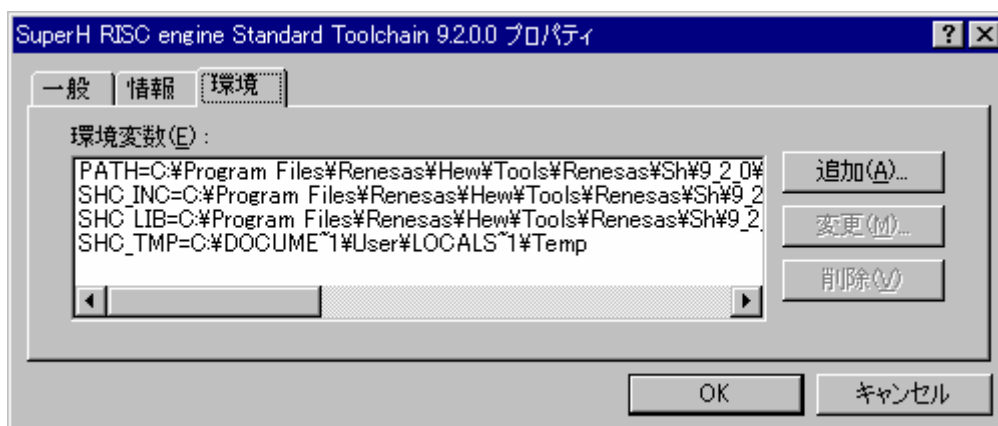 SuperH RISC engine Standard Toolchain 9.2.0.0 プロパティ
一般 情報 環境
環境変数(E):
PATH=C:¥Program Files¥Renesas¥Hew¥Tools¥Renesas¥Sh¥9_2_0¥
SHC_INC=C:¥Program Files¥Renesas¥Hew¥Tools¥Renesas¥Sh¥9_2
SHC_LIB=C:¥Program Files¥Renesas¥Hew¥Tools¥Renesas¥Sh¥9_2_
SHC_TMP=C:¥DOCUME~1¥User¥LOCALS~1¥Temp
追加(A)...
変更(M)...
削除(V)
OK キャンセル